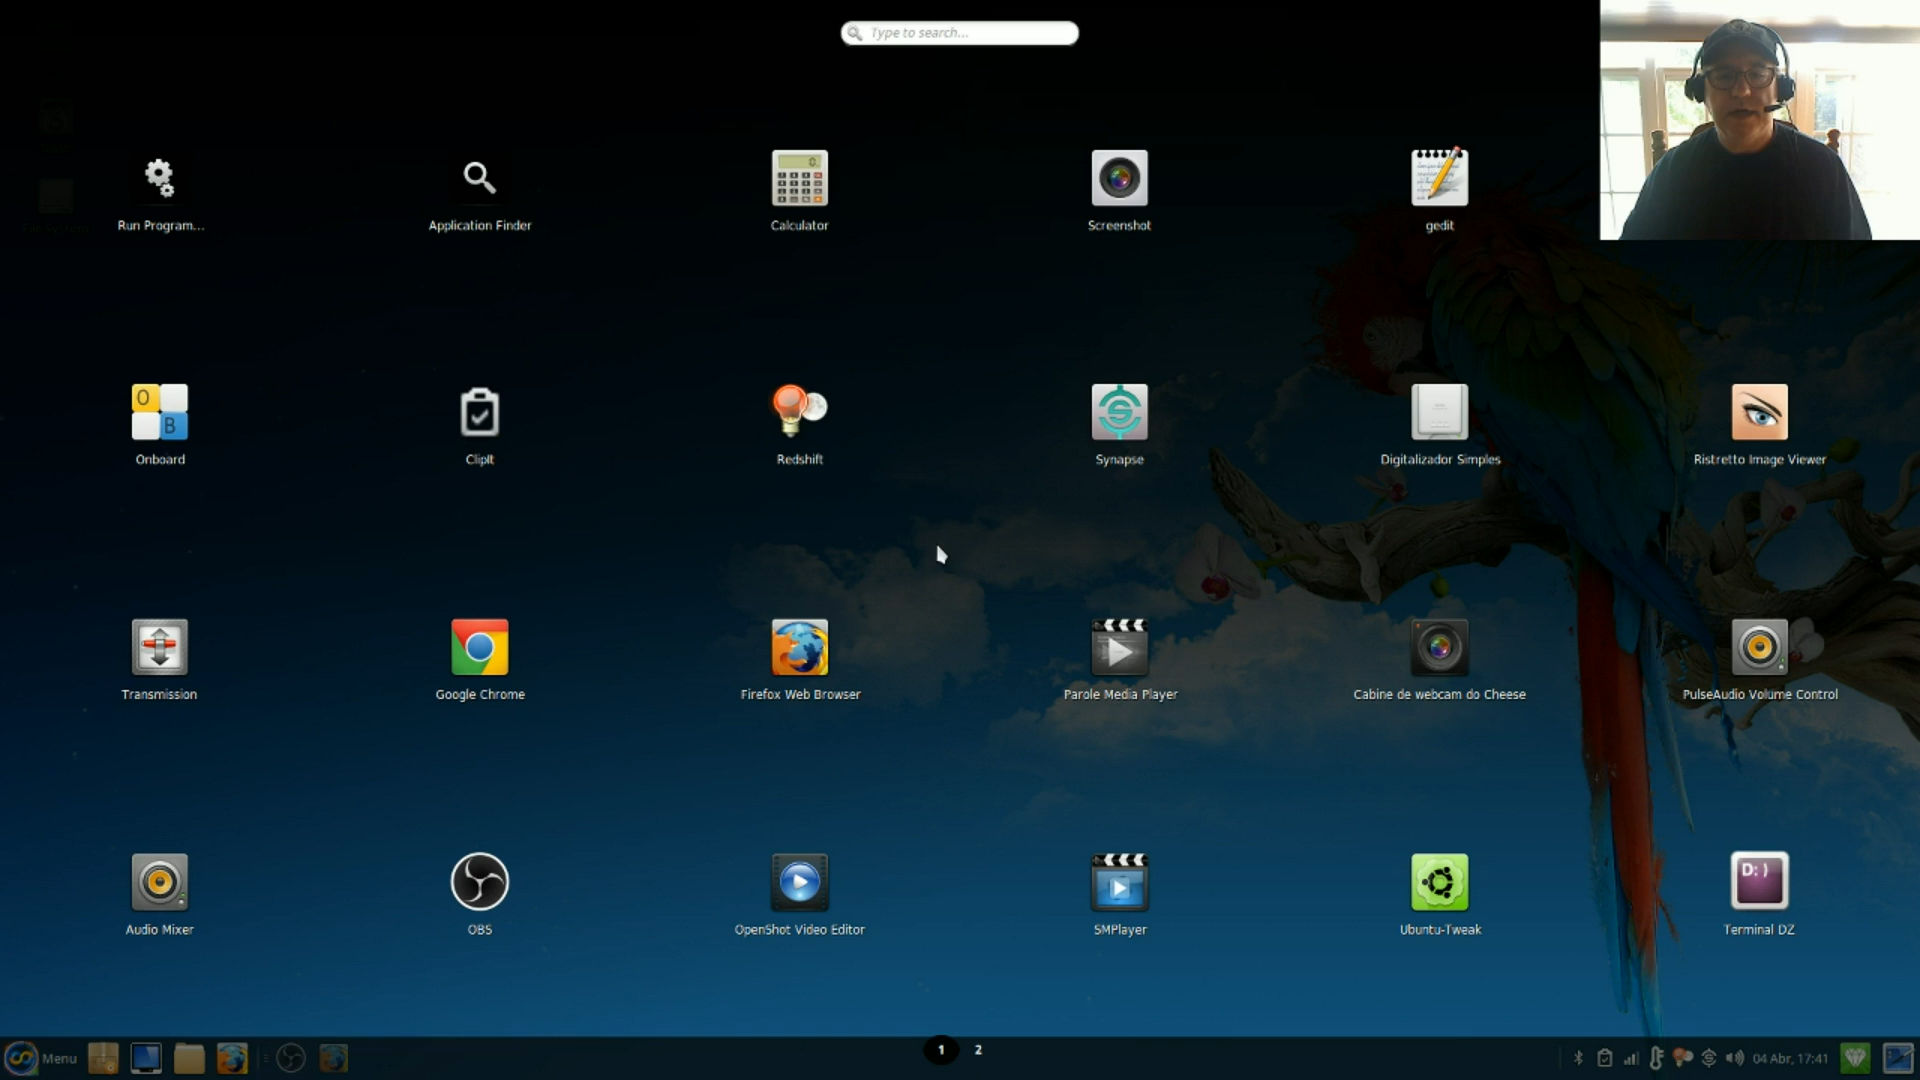 Type to search...
Run Program...
Application Finder
Calculator
Screenshot
gedit
O
B
Onboard
ClipIt
Redshift
Synapse
Digitalizador Simples
Ristretto Image Viewer
Transmission
Google Chrome
Firefox Web Browser
Parole Media Player
Cabine de webcam do Cheese
PulseAudio Volume Control
D:)
Audio Mixer
OBS
OpenShot Video Editor
SMPlayer
Ubuntu-Tweak
Terminal DZ
Menu
1
2
04 Abr, 17:41